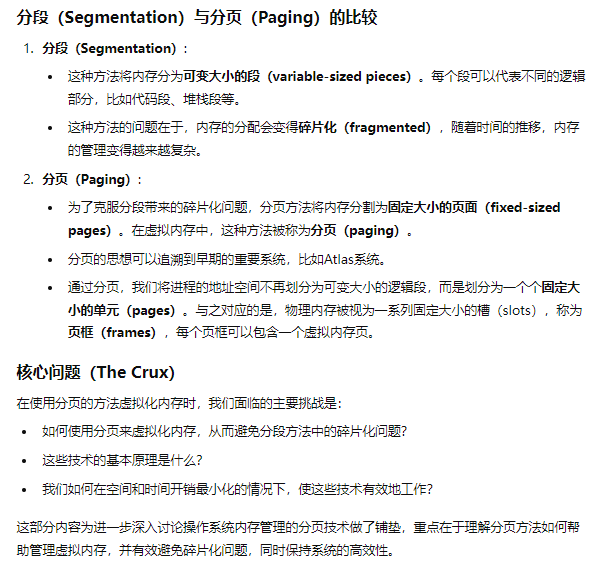 分段（Segmentation）与分页（Paging）的比较
1. 分段（Segmentation）：
• 这种方法将内存分为可变大小的段（variable-sized pieces）。每个段可以代表不同的逻辑
部分，比如代码段、堆栈段等。
• 这种方法的问题在于，内存的分配会变得碎片化（fragmented），随着时间的推移，内存
的管理变得越来越复杂。
2. 分页（Paging）：
• 为了克服分段带来的碎片化问题，分页方法将内存分割为固定大小的页面（fixed-sized
pages）。在虚拟内存中，这种方法被称为分页（paging）。
• 分页的思想可以追溯到早期的重要系统，比如Atlas系统。
• 通过分页，我们将进程的地址空间不再划分为可变大小的逻辑段，而是划分为一个个固定大
小的单元（pages）。与之对应的是，物理内存被视为一系列固定大小的槽（slots），称为
页框（frames），每个页框可以包含一个虚拟内存页。
核心问题（The Crux）
在使用分页的方法虚拟化内存时，我们面临的主要挑战是：
• 如何使用分页来虚拟化内存，从而避免分段方法中的碎片化问题？
• 这些技术的基本原理是什么？
• 我们如何在空间和时间开销最小化的情况下，使这些技术有效地工作？
这部分内容为进一步深入讨论操作系统内存管理的分页技术做了铺垫，重点在于理解分页方法如何帮
助管理虚拟内存，并有效避免碎片化问题，同时保持系统的高效性。